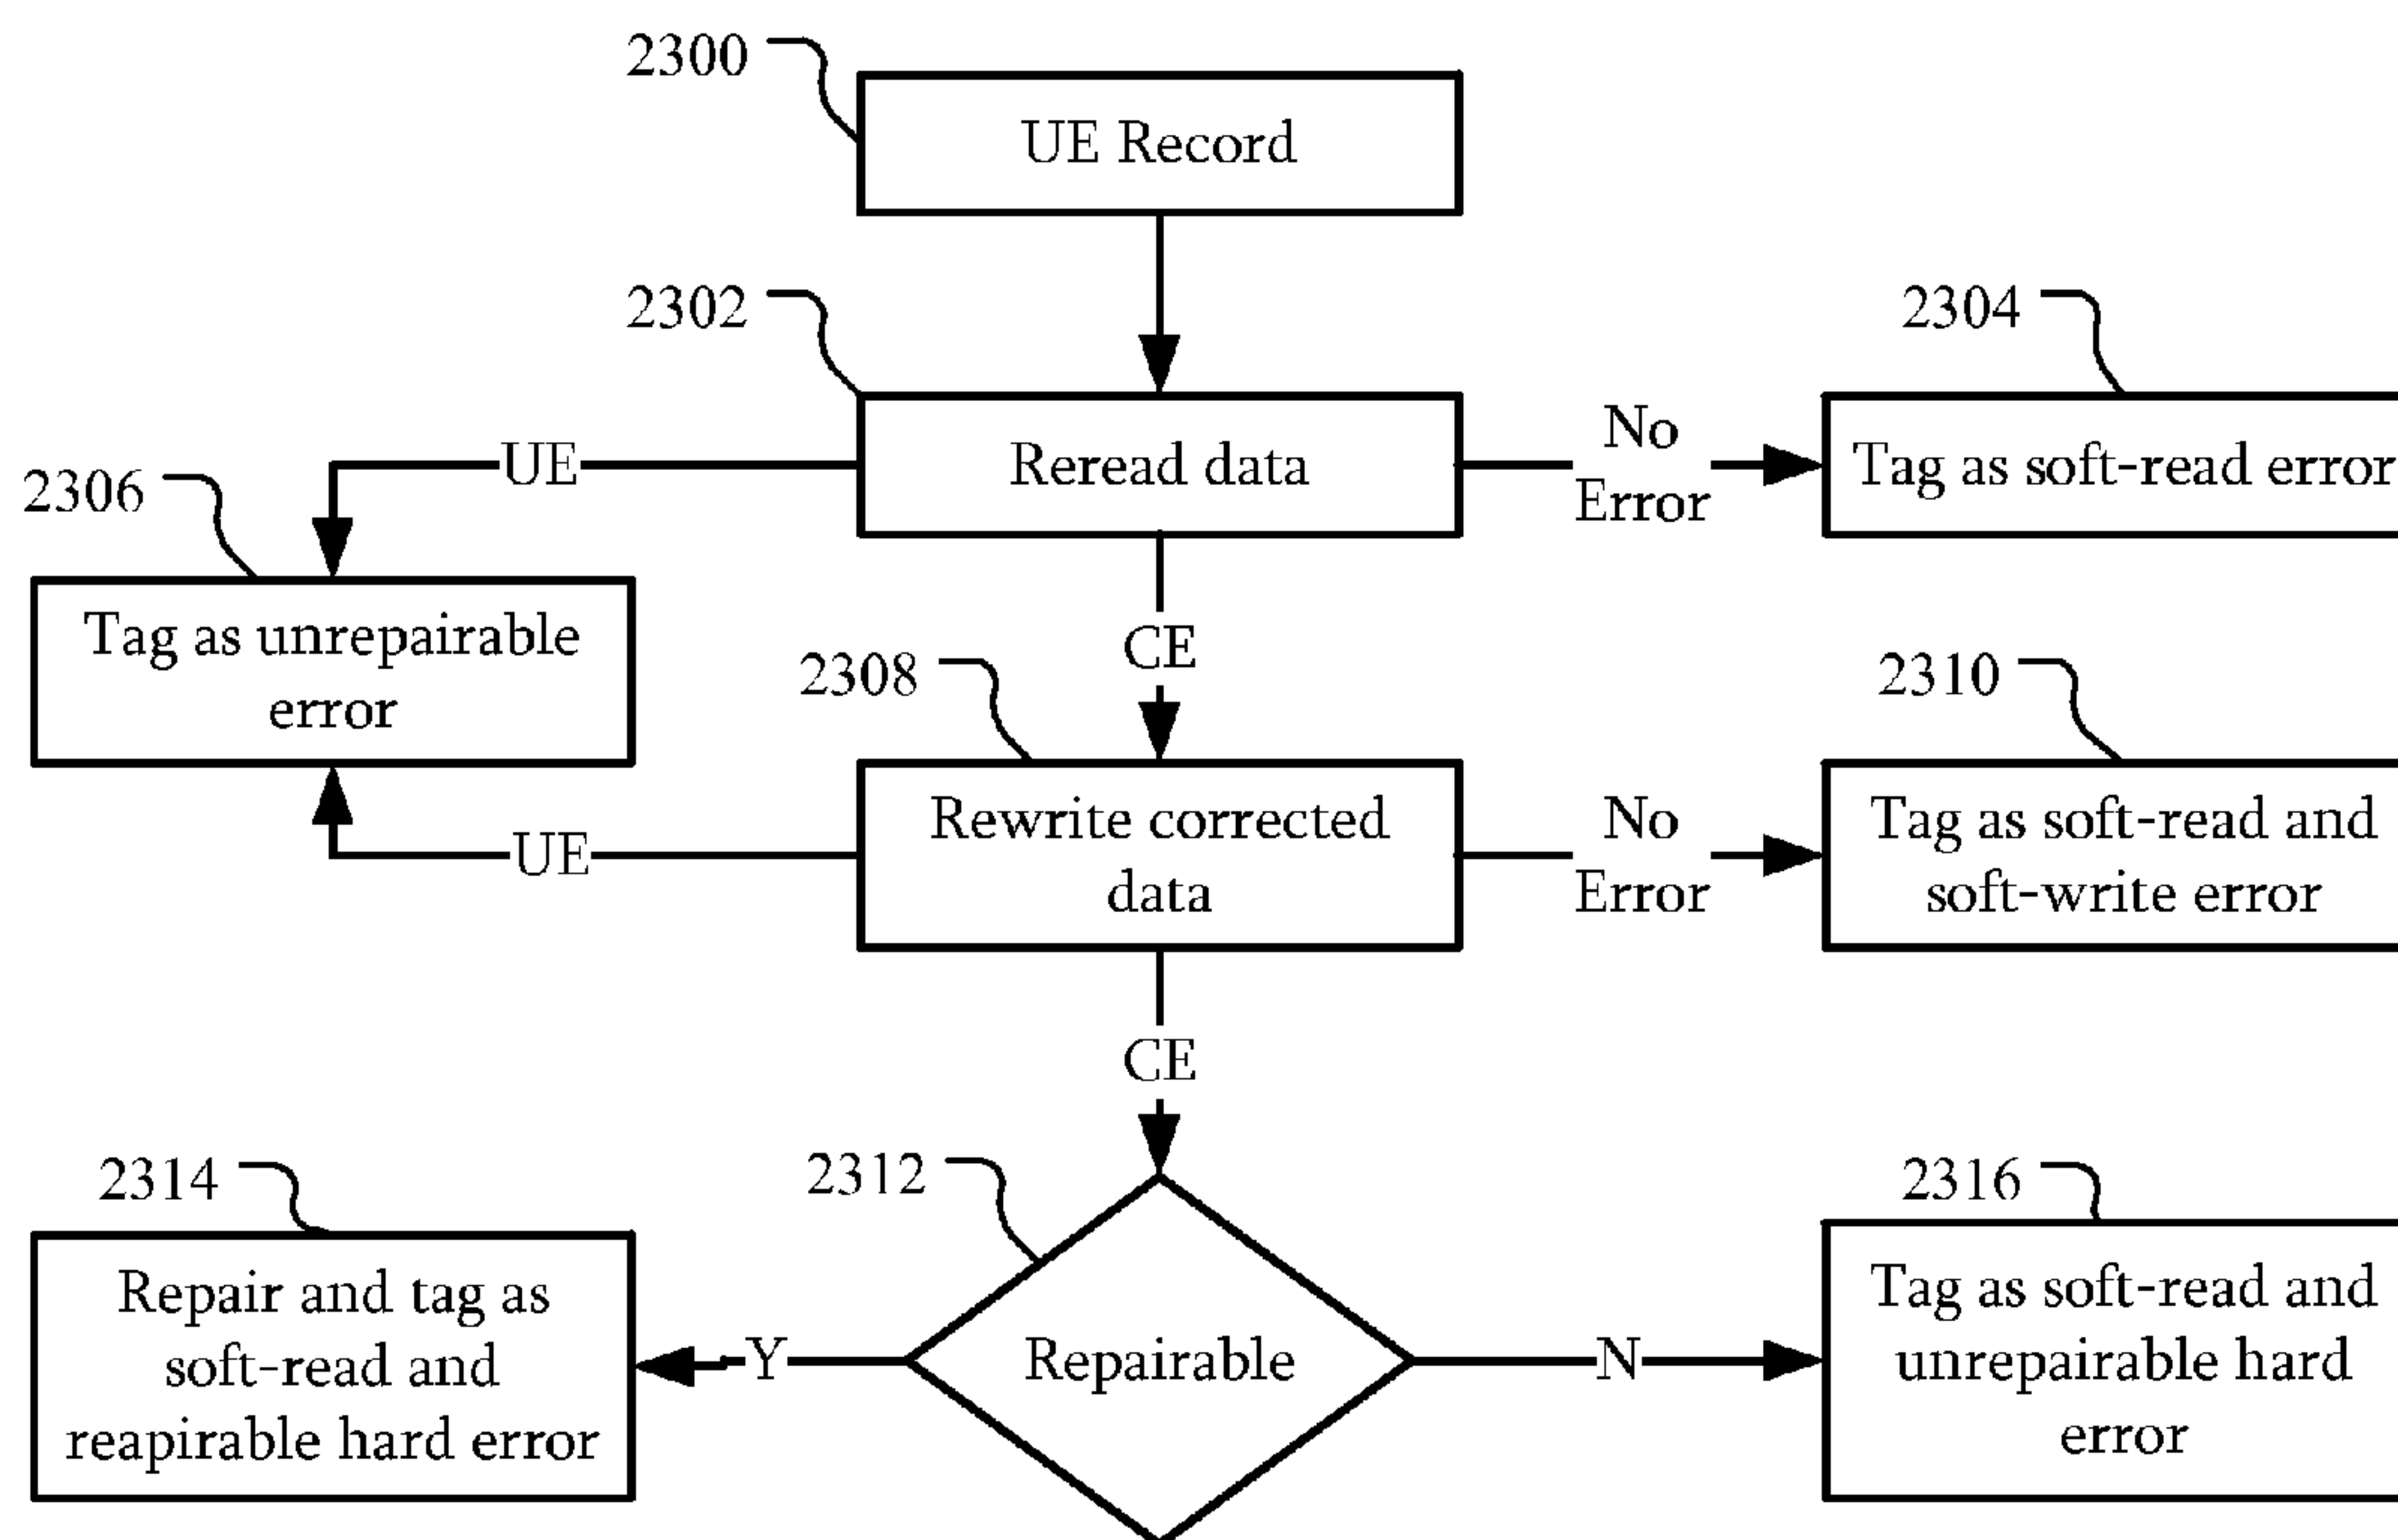 2300
UE Record
2302
2304
Reread data
No
Error
Tag as soft-read error
UE
2306
Tag as unrepairable
error
CE
2308
2310
Rewrite corrected
data
No
Error
Tag as soft-read and
soft-write error
UE
CE
2314
2312
2316
Repair and tag as
soft-read and
reapirable hard error
Y
Repairable
N
Tag as soft-read and
unrepairable hard
error